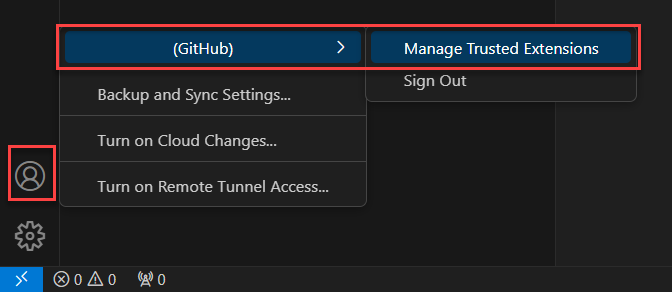 (GitHub)
Manage Trusted Extensions
Sign Out
Backup and Sync Settings...
Turn on Cloud Changes...
Turn on Remote Tunnel Access...
0 0 0